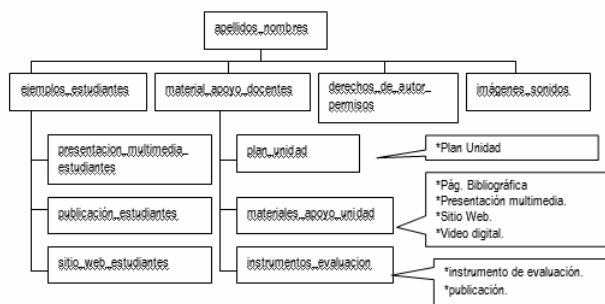 apellidos_nombres
ejemplos_estudiantes
material_apoyo_docentes
derechos_de_autor_
permisos
imágenes_sonidos
presentacion_multimedia_
estudiantes
plan_unidad
*Plan Unidad
publicación_estudiantes
materiales_apoyo_unidad
*Pág. Bibliográfica
*Presentación multimedia.
*Sitio Web.
*Video digital.
sitio_web_estudiantes
instrumentos_evaluacion
*instrumento de evaluación.
*publicación.